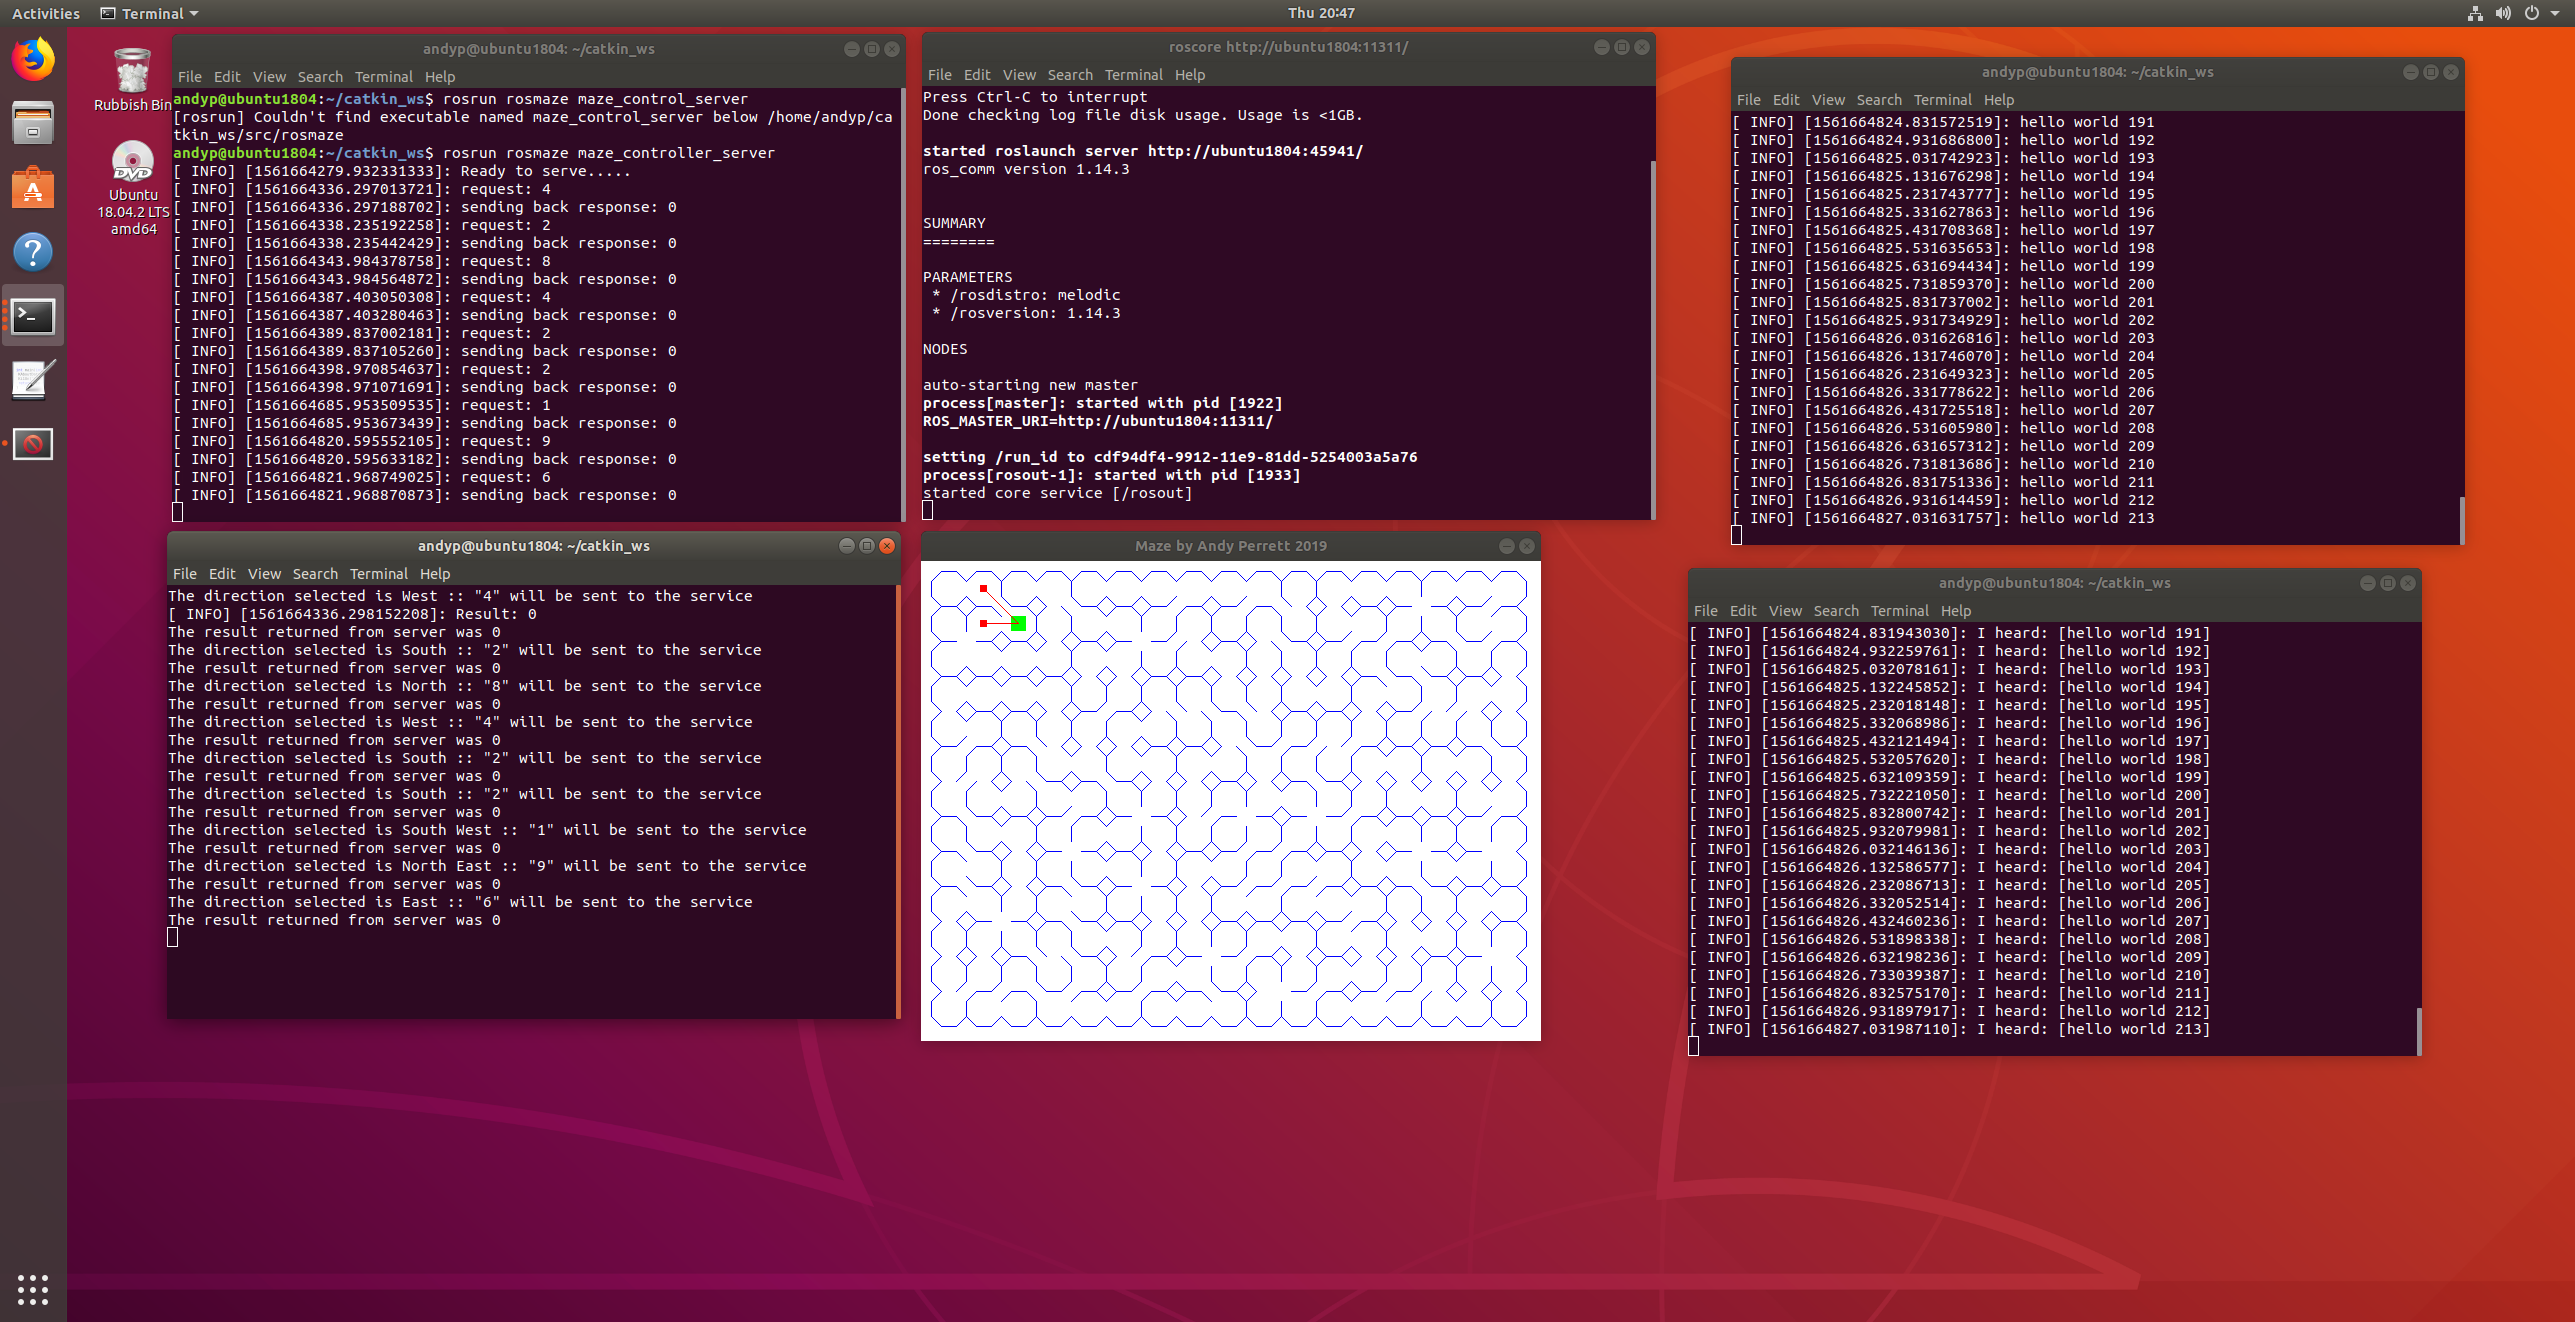 Activities
Terminal
Thu 20:47
Rubbish Bin
Ubuntu
18.04.2 LTS
amd64
andyp@ubuntu1804: ~/catkin_ws
File Edit View Search Terminal Help
andyp@ubuntu1804:~/catkin_ws$ rosrun rosmaze maze_control_server
[rosrun] Couldn't find executable named maze_control_server below /home/andyp/ca
tkin_ws/src/rosmaze
andyp@ubuntu1804:~/catkin_ws$ rosrun rosmaze maze_controller_server
[ INFO] [1561664279.932331333]: Ready to serve.....
[ INFO] [1561664336.297013721]: request: 4
[ INFO] [1561664336.297188702]: sending back response: 0
[ INFO] [1561664338.235192258]: request: 2
[ INFO] [1561664338.235442429]: sending back response: 0
[ INFO] [1561664343.984378758]: request: 8
[ INFO] [1561664343.984564872]: sending back response: 0
[ INFO] [1561664387.403050308]: request: 4
[ INFO] [1561664387.403280463]: sending back response: 0
[ INFO] [1561664389.837002181]: request: 2
[ INFO] [1561664389.837105260]: sending back response: 0
[ INFO] [1561664398.970854637]: request: 2
[ INFO] [1561664398.971071691]: sending back response: 0
[ INFO] [1561664685.953509535]: request: 1
[ INFO] [1561664685.953673439]: sending back response: 0
[ INFO] [1561664820.595552105]: request: 9
[ INFO] [1561664820.595633182]: sending back response: 0
[ INFO] [1561664821.968749025]: request: 6
[ INFO] [1561664821.968870873]: sending back response: 0
roscore http://ubuntu1804:11311/
File Edit View Search Terminal Help
Press Ctrl-C to interrupt
Done checking log file disk usage. Usage is <1GB.
started roslaunch server http://ubuntu1804:45941/
ros_comm version 1.14.3
SUMMARY
========
PARAMETERS
* /rosdistro: melodic
* /rosversion: 1.14.3
NODES
auto-starting new master
process[master]: started with pid [1922]
ROS_MASTER_URI=http://ubuntu1804:11311/
setting /run_id to cdf94df4-9912-11e9-81dd-5254003a5a76
process[rosout-1]: started with pid [1933]
started core service [/rosout]
andyp@ubuntu1804: ~/catkin_ws
File Edit View Search Terminal Help
[ INFO] [1561664824.831572519]: hello world 191
[ INFO] [1561664824.931686800]: hello world 192
[ INFO] [1561664825.031742923]: hello world 193
[ INFO] [1561664825.131676298]: hello world 194
[ INFO] [1561664825.231743777]: hello world 195
[ INFO] [1561664825.331627863]: hello world 196
[ INFO] [1561664825.431708368]: hello world 197
[ INFO] [1561664825.531635653]: hello world 198
[ INFO] [1561664825.631694434]: hello world 199
[ INFO] [1561664825.731859370]: hello world 200
[ INFO] [1561664825.831737002]: hello world 201
[ INFO] [1561664825.931734929]: hello world 202
[ INFO] [1561664826.031626816]: hello world 203
[ INFO] [1561664826.131746070]: hello world 204
[ INFO] [1561664826.231649323]: hello world 205
[ INFO] [1561664826.331778622]: hello world 206
[ INFO] [1561664826.431725518]: hello world 207
[ INFO] [1561664826.531605980]: hello world 208
[ INFO] [1561664826.631657312]: hello world 209
[ INFO] [1561664826.731813686]: hello world 210
[ INFO] [1561664826.831751336]: hello world 211
[ INFO] [1561664826.931614459]: hello world 212
[ INFO] [1561664827.031631757]: hello world 213
andyp@ubuntu1804: ~/catkin_ws
File Edit View Search Terminal Help
The direction selected is West :: "4" will be sent to the service
[ INFO] [1561664336.298152208]: Result: 0
The result returned from server was 0
The direction selected is South :: "2" will be sent to the service
The result returned from server was 0
The direction selected is North :: "8" will be sent to the service
The result returned from server was 0
The direction selected is West :: "4" will be sent to the service
The result returned from server was 0
The direction selected is South :: "2" will be sent to the service
The result returned from server was 0
The direction selected is South :: "2" will be sent to the service
The result returned from server was 0
The direction selected is South West :: "1" will be sent to the service
The result returned from server was 0
The direction selected is North East :: "9" will be sent to the service
The result returned from server was 0
The direction selected is East :: "6" will be sent to the service
The result returned from server was 0
Maze by Andy Perrett 2019
andyp@ubuntu1804: ~/catkin_ws
File Edit View Search Terminal Help
[ INFO] [1561664824.831943030]: I heard: [hello world 191]
[ INFO] [1561664824.932259761]: I heard: [hello world 192]
[ INFO] [1561664825.032078161]: I heard: [hello world 193]
[ INFO] [1561664825.132245852]: I heard: [hello world 194]
[ INFO] [1561664825.232018148]: I heard: [hello world 195]
[ INFO] [1561664825.332068986]: I heard: [hello world 196]
[ INFO] [1561664825.432121494]: I heard: [hello world 197]
[ INFO] [1561664825.532057620]: I heard: [hello world 198]
[ INFO] [1561664825.632109359]: I heard: [hello world 199]
[ INFO] [1561664825.732221050]: I heard: [hello world 200]
[ INFO] [1561664825.832800742]: I heard: [hello world 201]
[ INFO] [1561664825.932079981]: I heard: [hello world 202]
[ INFO] [1561664826.032146136]: I heard: [hello world 203]
[ INFO] [1561664826.132586577]: I heard: [hello world 204]
[ INFO] [1561664826.232086713]: I heard: [hello world 205]
[ INFO] [1561664826.332052514]: I heard: [hello world 206]
[ INFO] [1561664826.432460236]: I heard: [hello world 207]
[ INFO] [1561664826.531898338]: I heard: [hello world 208]
[ INFO] [1561664826.632198236]: I heard: [hello world 209]
[ INFO] [1561664826.733039387]: I heard: [hello world 210]
[ INFO] [1561664826.832575170]: I heard: [hello world 211]
[ INFO] [1561664826.931897917]: I heard: [hello world 212]
[ INFO] [1561664827.031987110]: I heard: [hello world 213]